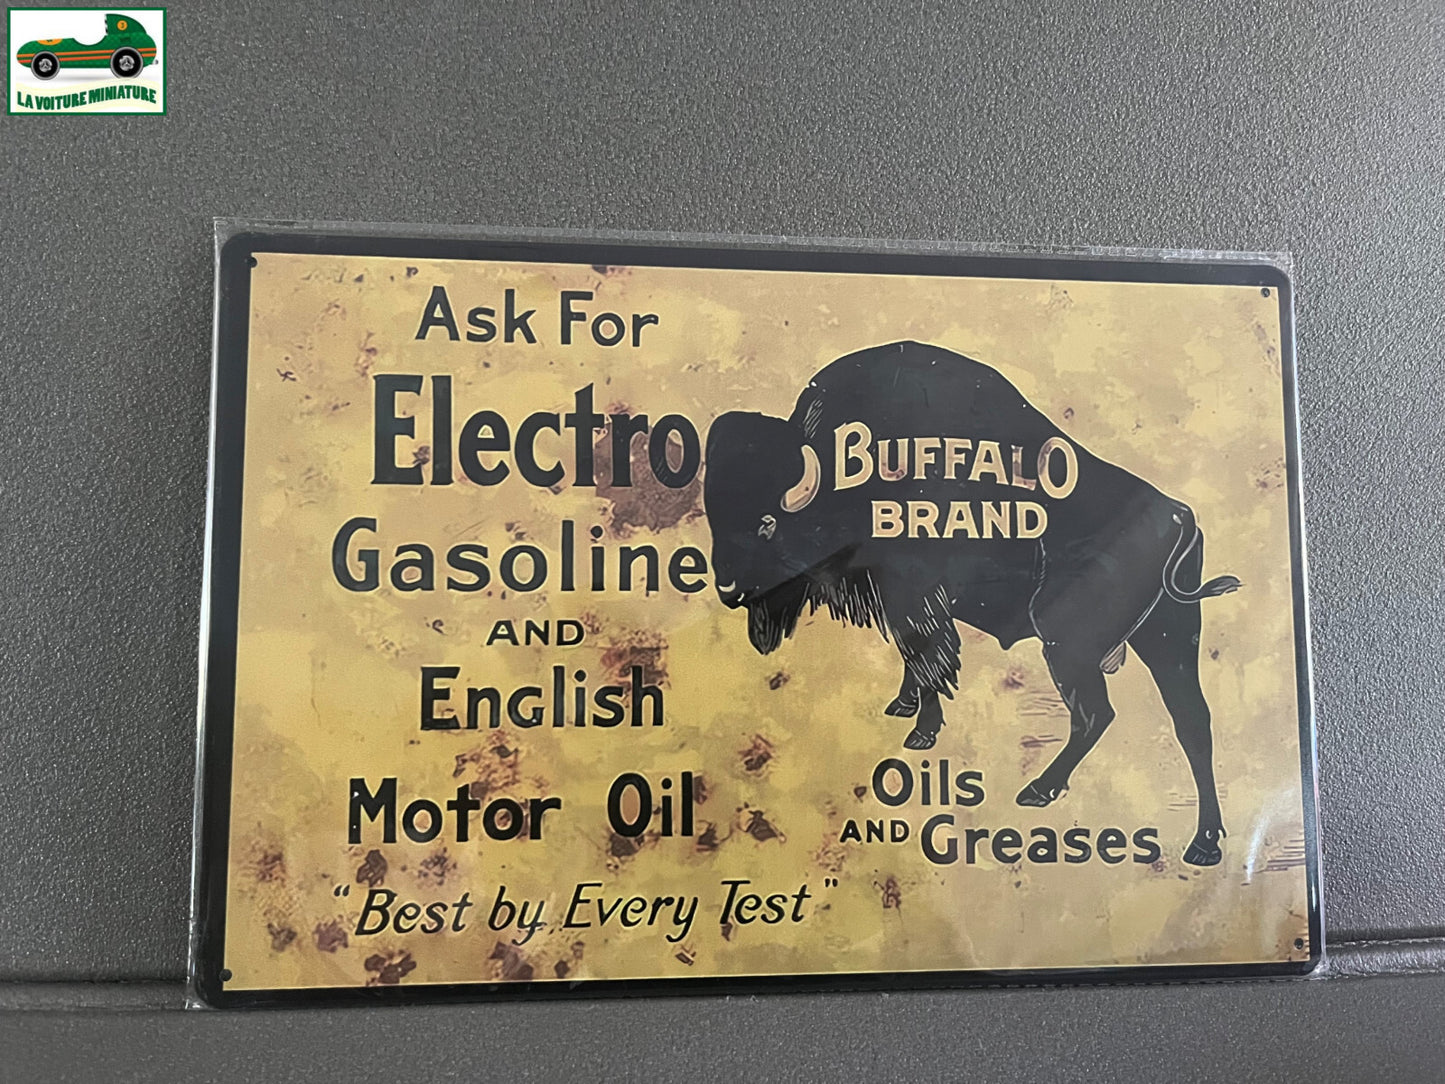 LA VOITURE MINIATURE
Ask For
Electro
Gasoline
AND
English
Motor Oil
"Best by Every Test"
BUFFALO
BRAND
Oils
AND Greases